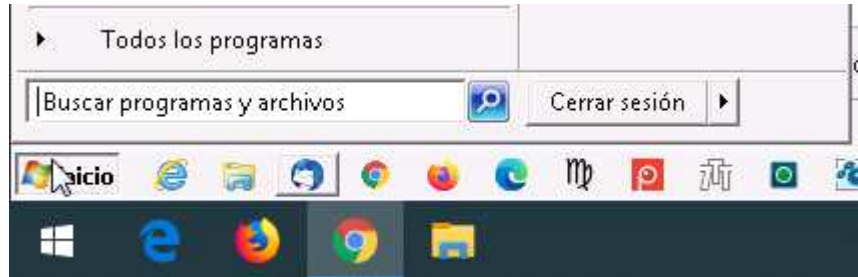 Todos los programas
Buscar programas y archivos
Cerrar sesión
Inicio